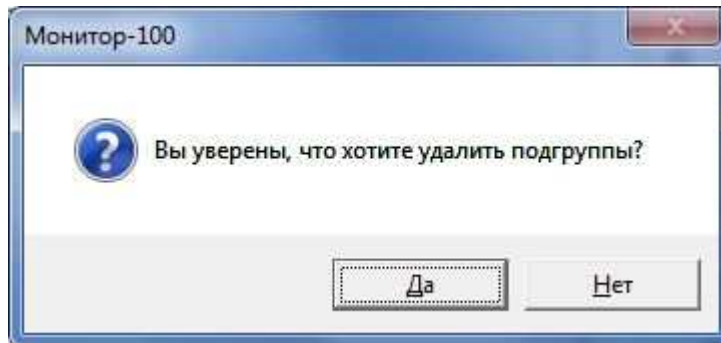 Монитор-100
Вы уверены, что хотите удалить подгруппы?
Да
Нет